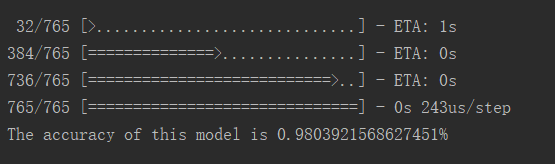 32/765 [>.............................] - ETA: 1s
384/765 [==============>...............] - ETA: 0s
736/765 [===========================>..] - ETA: 0s
765/765 [==============================] - 0s 243us/step
The accuracy of this model is 0.9803921568627451%